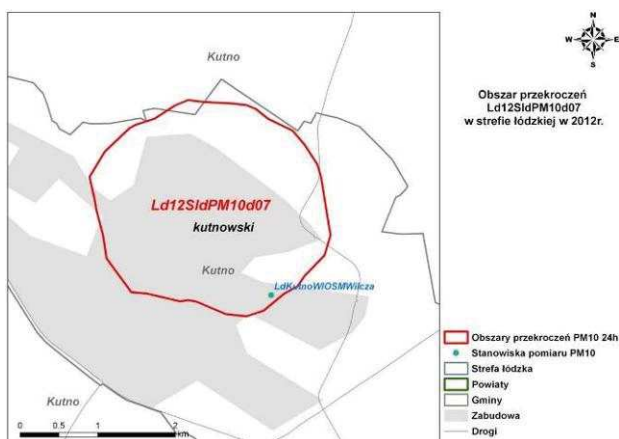 N
W E
S
Obszar przekroczeń
Ld12SldPM10d07
w strefie łódzkiej w 2012r.
Kutno
Kutno
Ld12SldPM10d07
kutnowski
Kutno
LdKutnoWIOSMWilcza
Kutno
0 0.5 1 2
km
Obszary przekroczeń PM10 24h
Stanowiska pomiaru PM10
Strefa łódzka
Powiaty
Gminy
Zabudowa
Drogi